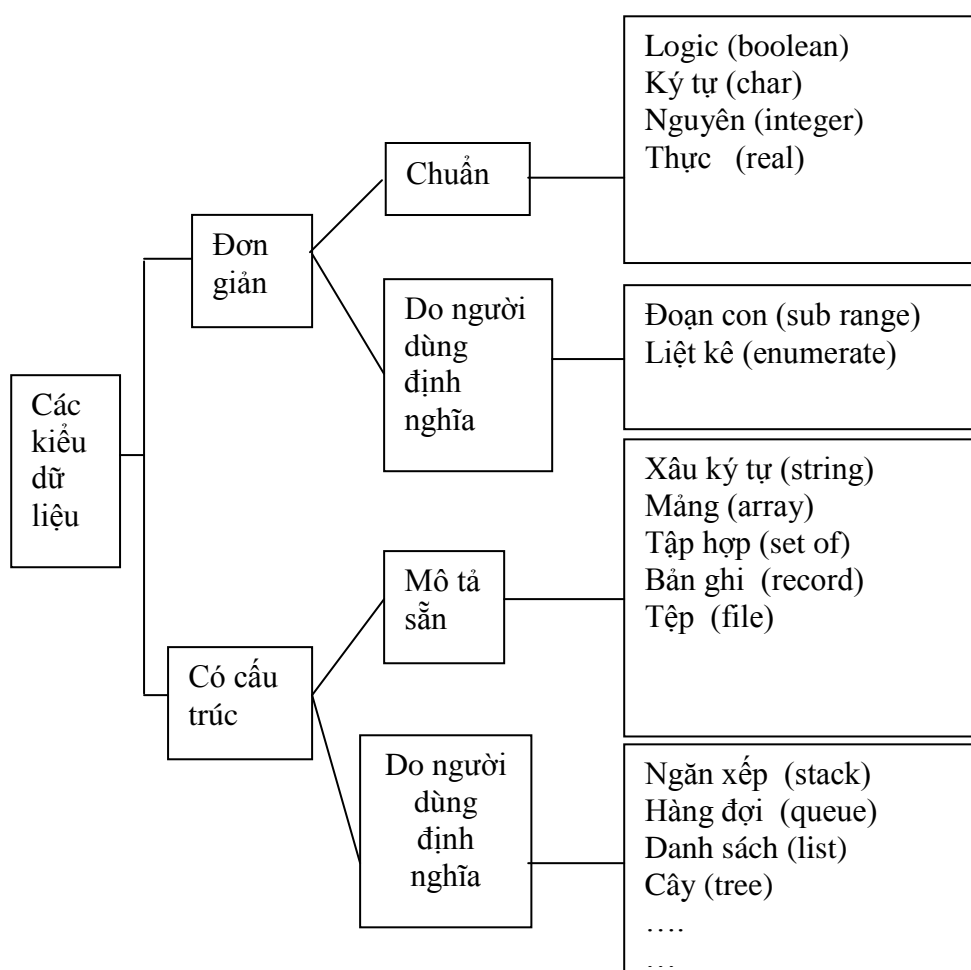 Các
kiểu
dữ
liệu
Đơn
giản
Chuẩn
Logic (boolean)
Ký tự (char)
Nguyên (integer)
Thực (real)
Do người
dùng
định
nghĩa
Đoạn con (sub range)
Liệt kê (enumerate)
Có cấu
trúc
Mô tả
sẵn
Xâu ký tự (string)
Mảng (array)
Tập hợp (set of)
Bản ghi (record)
Tệp (file)
Do người
dùng
định
nghĩa
Ngăn xếp (stack)
Hàng đợi (queue)
Danh sách (list)
Cây (tree)
….
…